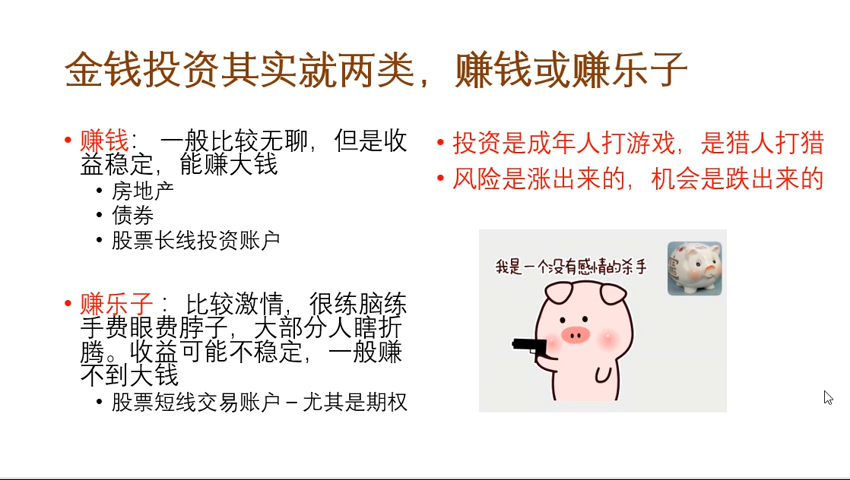 金钱投资其实就两类，赚钱或赚乐子
• 赚钱： 一般比较无聊，但是收
益稳定，能赚大钱
• 房地产
• 债券
• 股票长线投资账户
• 赚乐子： 比较激情，很练脑练
手费眼费脖子，大部分人瞎折
腾。收益可能不稳定，一般赚
不到大钱
• 股票短线交易账户 – 尤其是期权
• 投资是成年人打游戏，是猎人打猎
• 风险是涨出来的，机会是跌出来的
我是一个没有感情的杀手